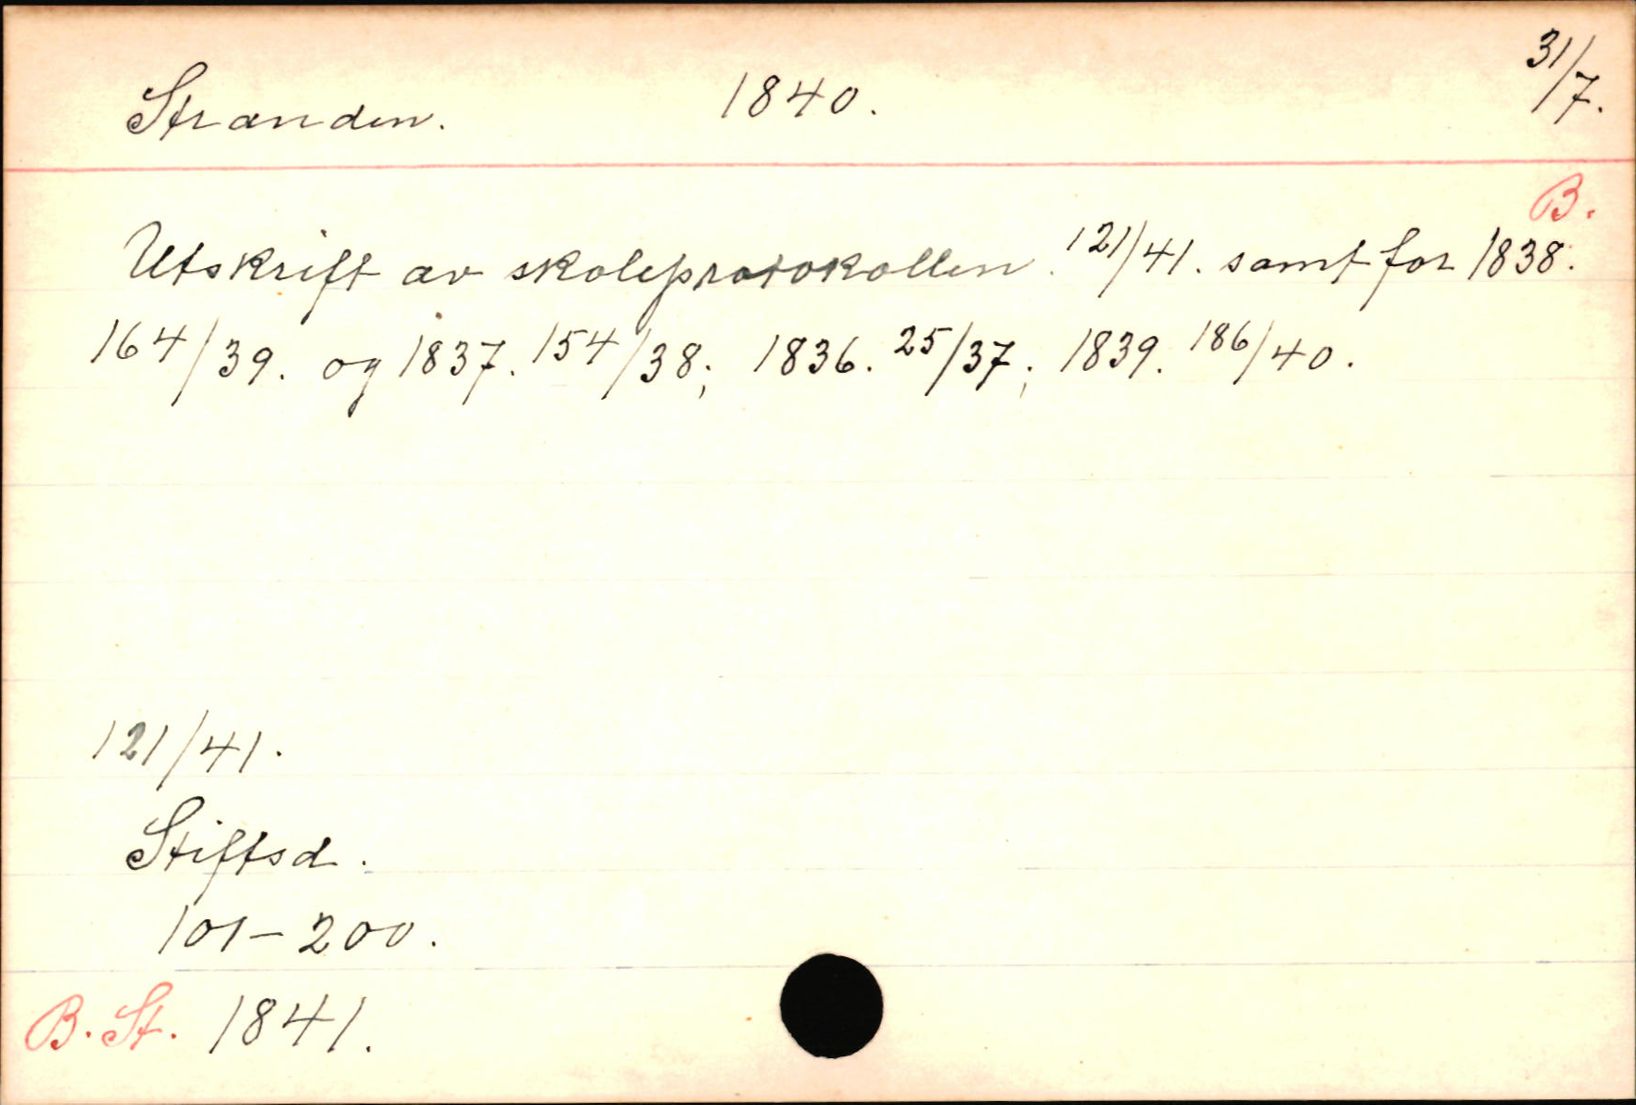 Stranden. 1840. 31/7.
B.
Utskrift av skoleprotokollen. 121/41. samt for 1838.
164/39. og 1837. 154/38; 1836. 25/37; 1839. 186/40.
121/41.
Stiftsd.
101-200.
B. St. 1841.